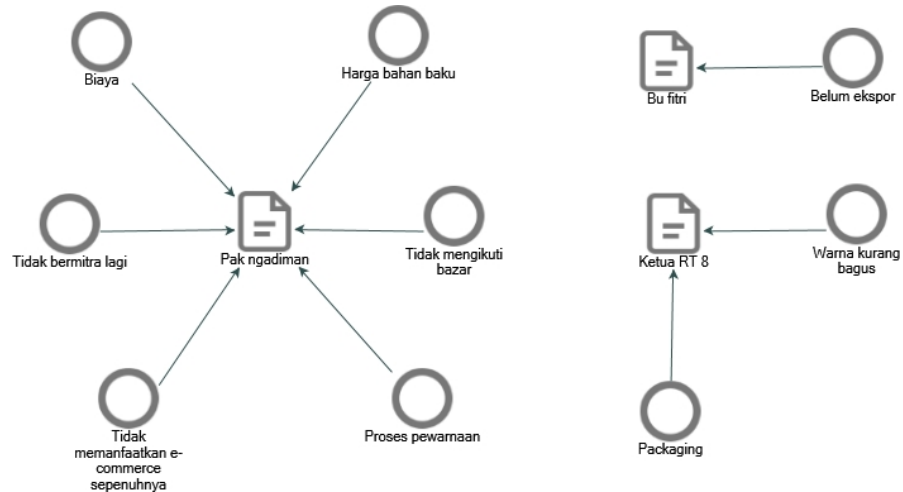 Biaya
Harga bahan baku
Bu fitri
Belum ekspor
Tidak bermitra lagi
Pak ngadiman
Tidak mengikuti
bazar
Ketua RT 8
Warna kurang
bagus
Tidak
memanfaatkan e-
commerce
sepenuhnya
Proses pewarnaan
Packaging